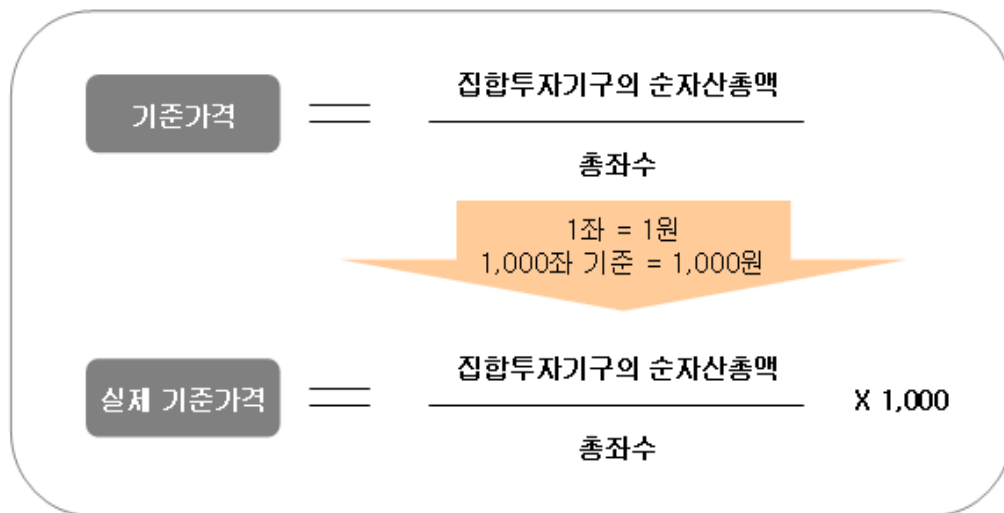 집합투자기구의 순자산총액
기준가격
총좌수
1좌 = 1원
1,000좌 기준 = 1,000원
집합투자기구의 순자산총액
실제 기준가격
X 1,000
총좌수